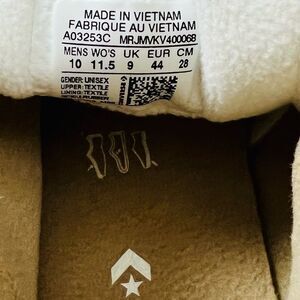 MADE IN VIETNAM
FABRIQUE AU VIETNAM
A03253C MRJMVKV400068
MENS WO'S UK EUR CM
10 11.5 9 44 28
GENDER: UNISEX
UPPER: TEXTILE
LINING: TEXTILE